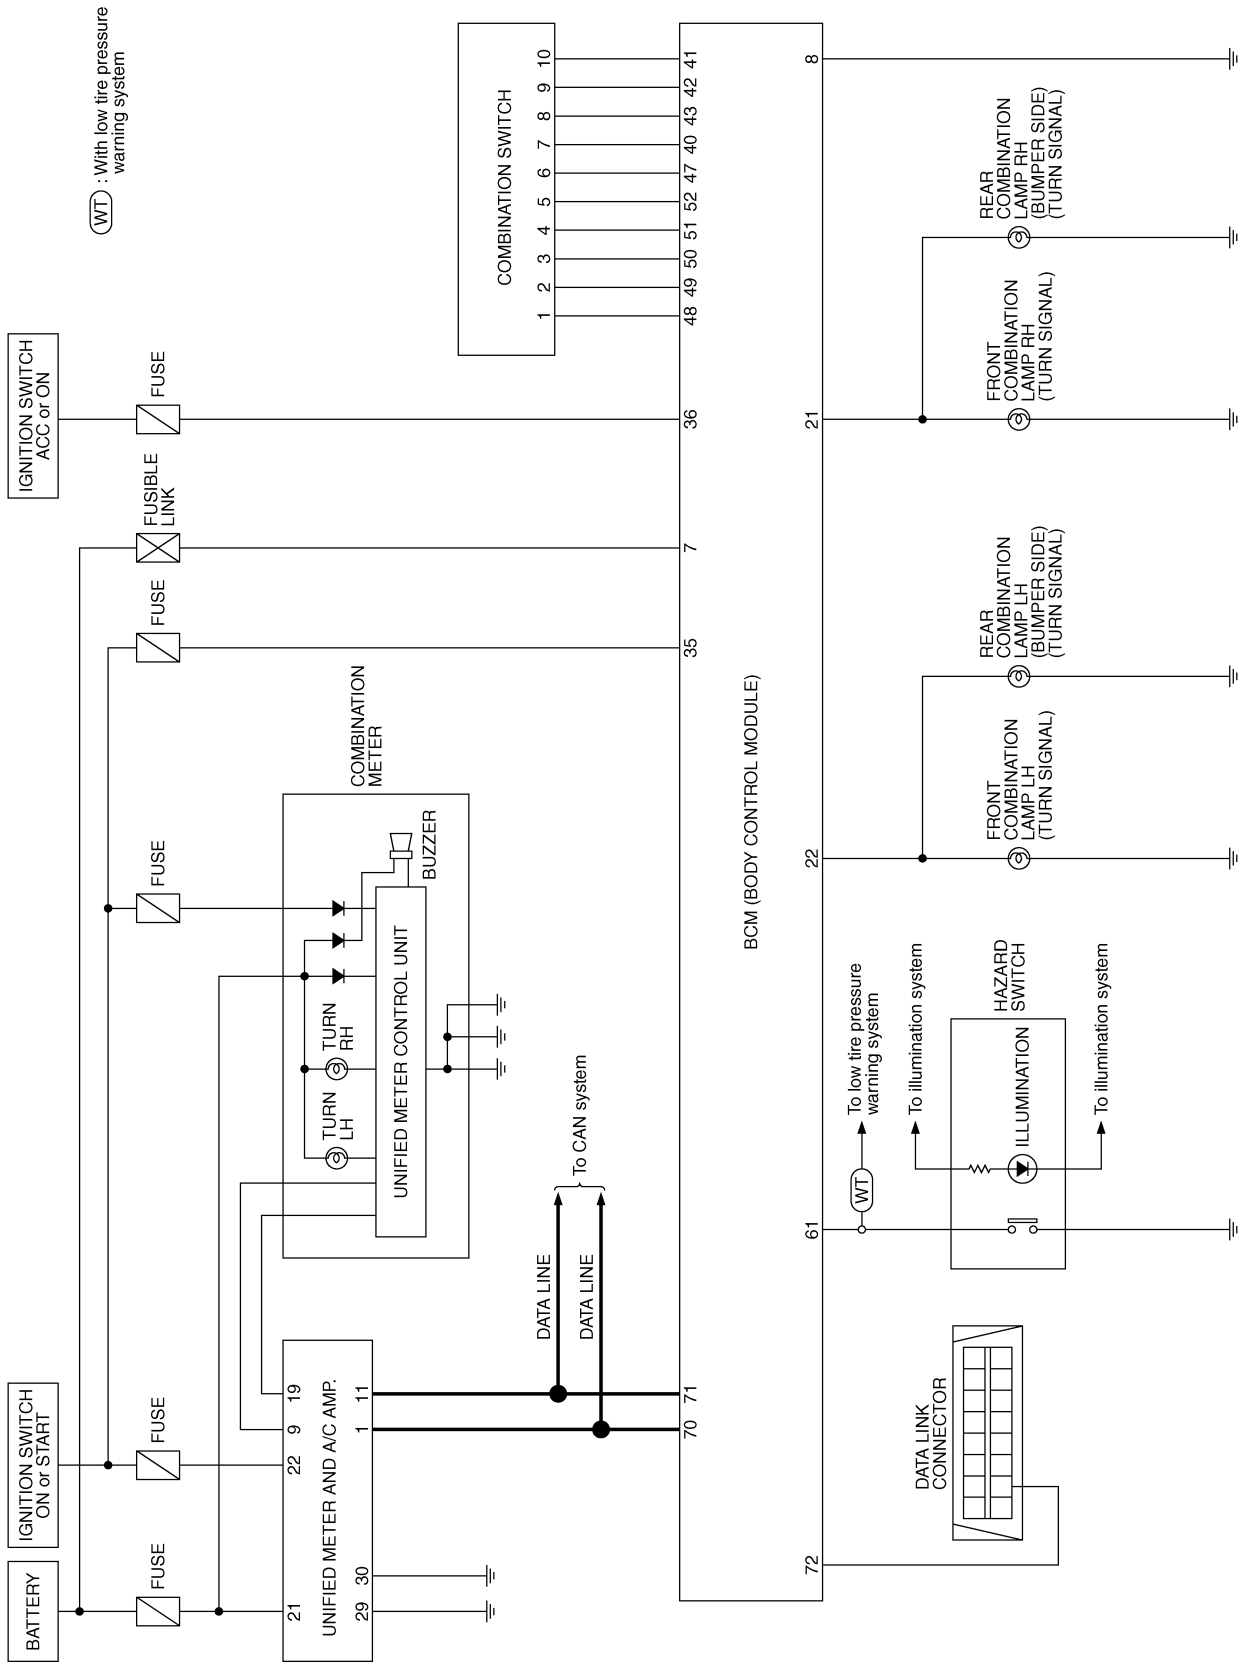 BATTERY
IGNITION SWITCH
ON or START
IGNITION SWITCH
ACC or ON
WT : With low tire pressure
warning system
FUSE
FUSE
FUSE
FUSE
FUSIBLE
LINK
FUSE
21
22
9
19
UNIFIED METER AND A/C AMP.
29
30
1
11
COMBINATION
METER
TURN
LH
TURN
RH
BUZZER
UNIFIED METER CONTROL UNIT
COMBINATION SWITCH
1
2
3
4
5
6
7
8
9
10
DATA LINE
DATA LINE
To CAN system
70
71
35
7
36
48
49
50
51
52
47
40
43
42
41
BCM (BODY CONTROL MODULE)
72
61
22
21
8
DATA LINK
CONNECTOR
WT
To low tire pressure
warning system
To illumination system
HAZARD
SWITCH
ILLUMINATION
To illumination system
FRONT
COMBINATION
LAMP LH
(TURN SIGNAL)
REAR
COMBINATION
LAMP LH
(BUMPER SIDE)
(TURN SIGNAL)
FRONT
COMBINATION
LAMP RH
(TURN SIGNAL)
REAR
COMBINATION
LAMP RH
(BUMPER SIDE)
(TURN SIGNAL)